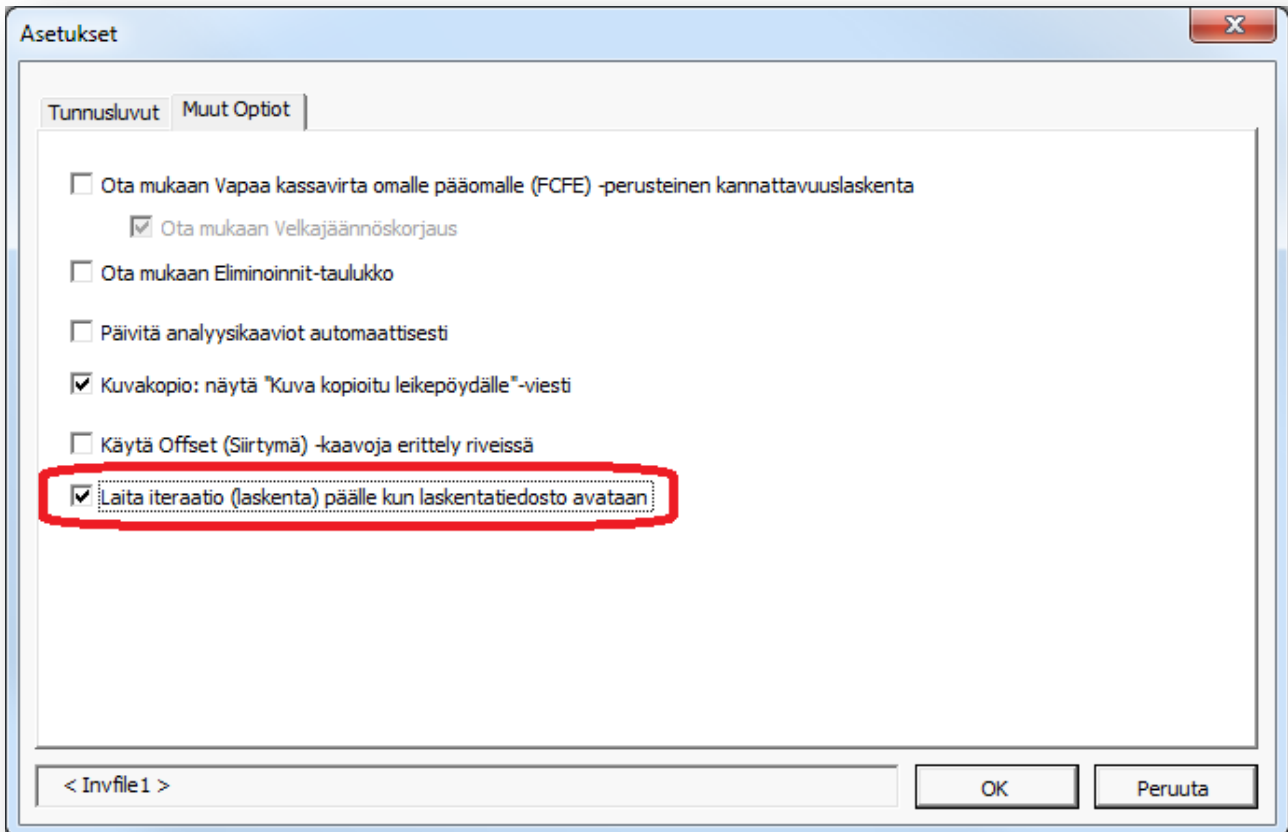 Asetukset
Tunnusluvut Muut Optiot
Ota mukaan Vapaa kassavirta omalle pääomalle (FCFE) -perusteinen kannattavuuslaskenta
Ota mukaan Velkajäännöskorjaus
Ota mukaan Eliminoinnit-taulukko
Päivitä analyysikaaviot automaattisesti
Kuvakopio: näytä "Kuva kopioitu leikepöydälle"-viesti
Käytä Offset (Siirtymä) -kaavoja erittely riveissä
Laita iteraatio (laskenta) päälle kun laskentatiedosto avataan
< Invfile1 > OK Peruuta